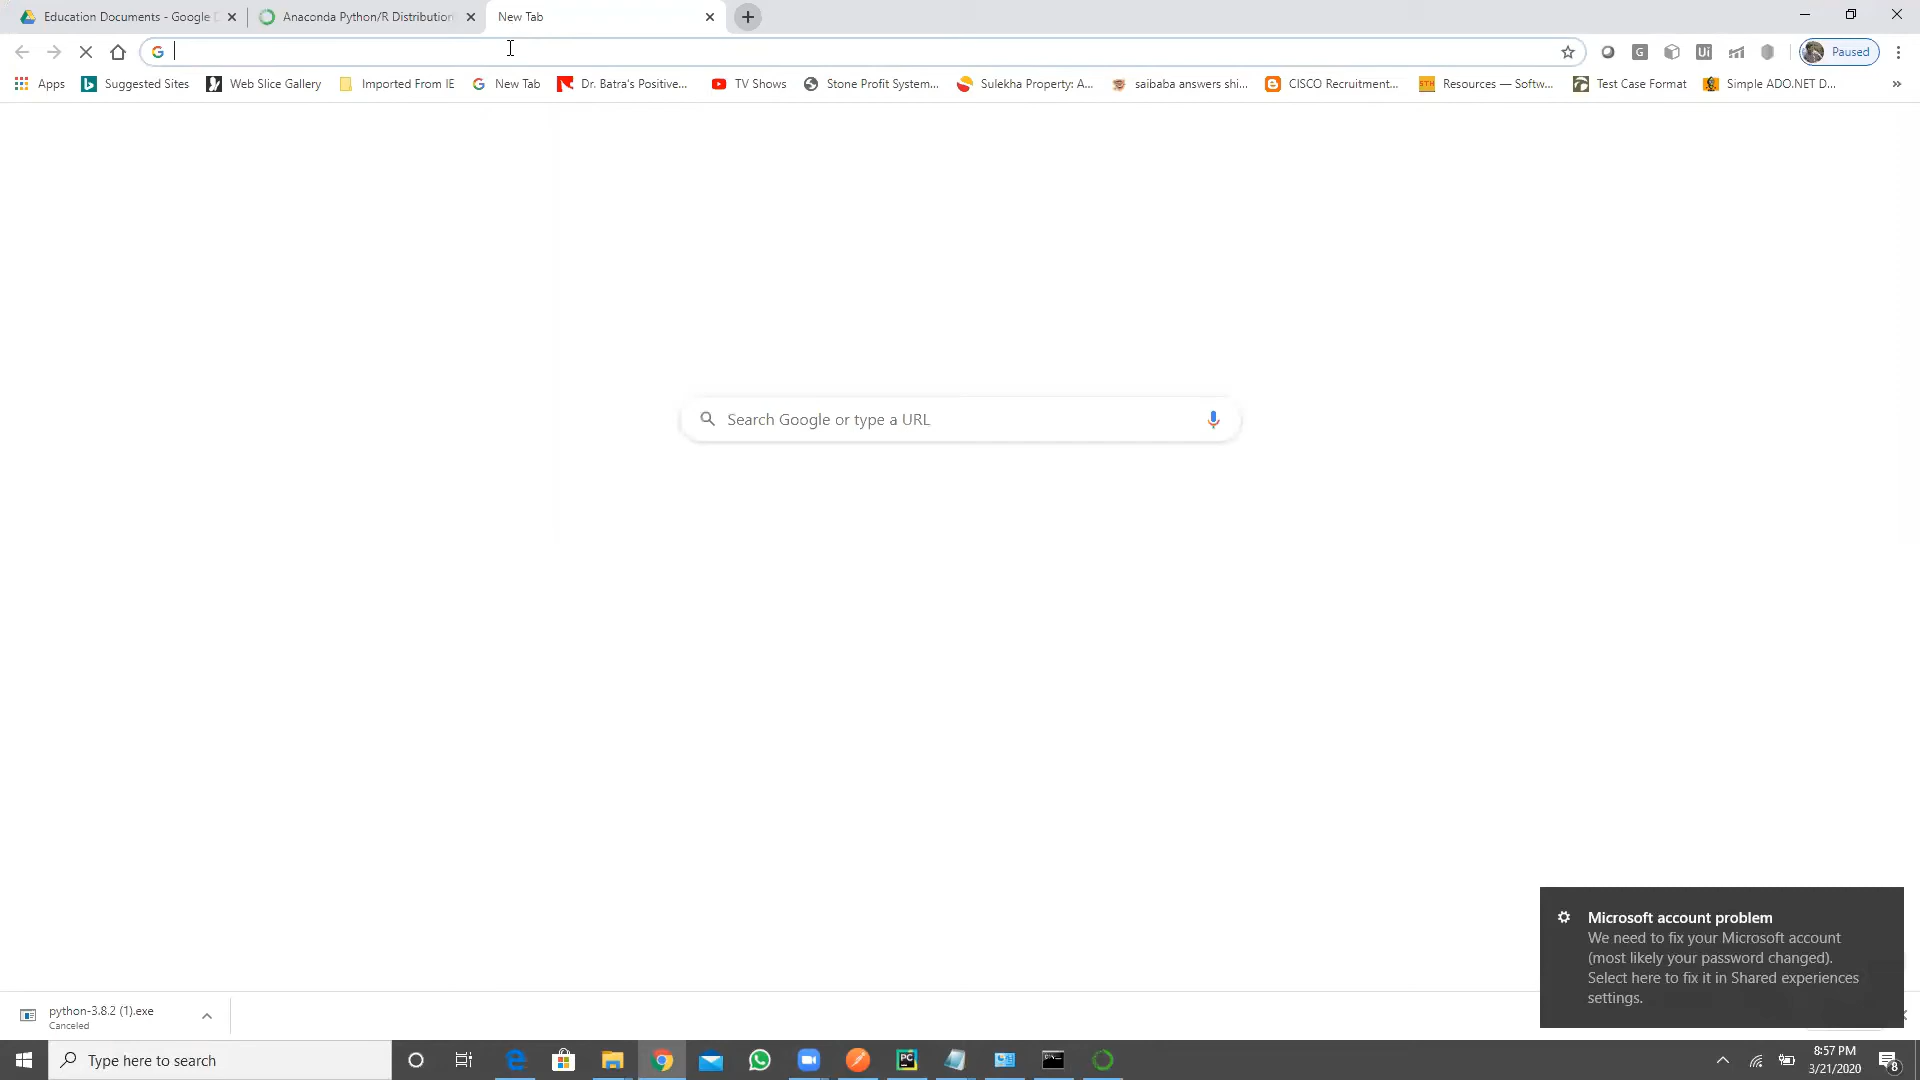 Education Documents - Google D
Anaconda Python/R Distribution
New Tab
Paused
Apps
Suggested Sites
Web Slice Gallery
Imported From IE
New Tab
Dr. Batra's Positive...
TV Shows
Stone Profit System...
Sulekha Property: A...
saibaba answers shi...
CISCO Recruitment...
Resources — Softw...
Test Case Format
Simple ADO.NET D...
»
Search Google or type a URL
Microsoft account problem
We need to fix your Microsoft account
(most likely your password changed).
Select here to fix it in Shared experiences
settings.
python-3.8.2 (1).exe
Canceled
Type here to search
8:57 PM
3/21/2020
8